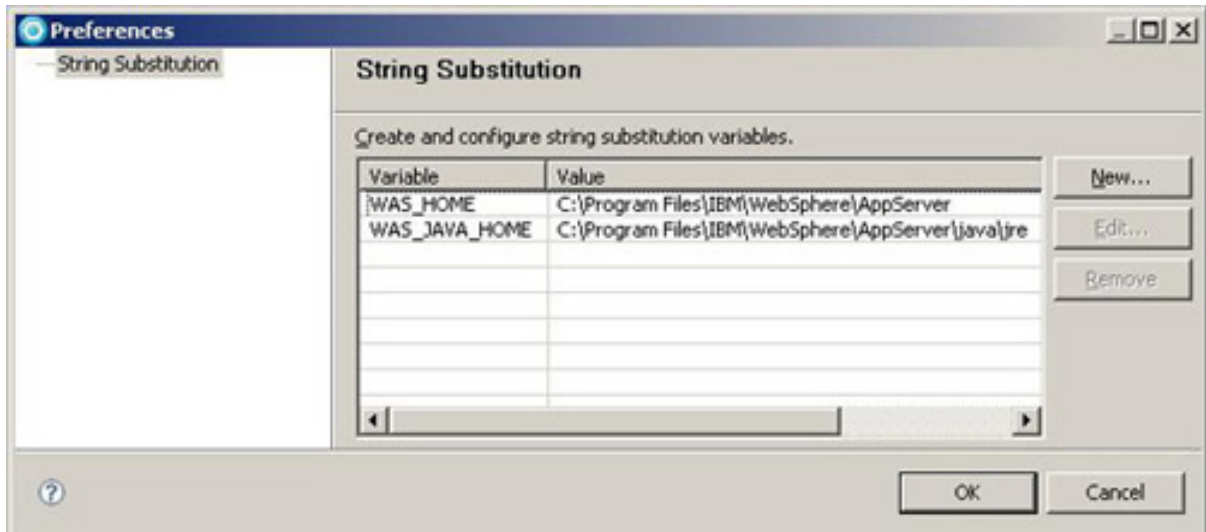 Preferences
String Substitution
String Substitution
Create and configure string substitution variables.
Variable Value
WAS_HOME C:\Program Files\IBM\WebSphere\AppServer
WAS_JAVA_HOME C:\Program Files\IBM\WebSphere\AppServer\java\jre
New...
Edit...
Remove
?
OK Cancel